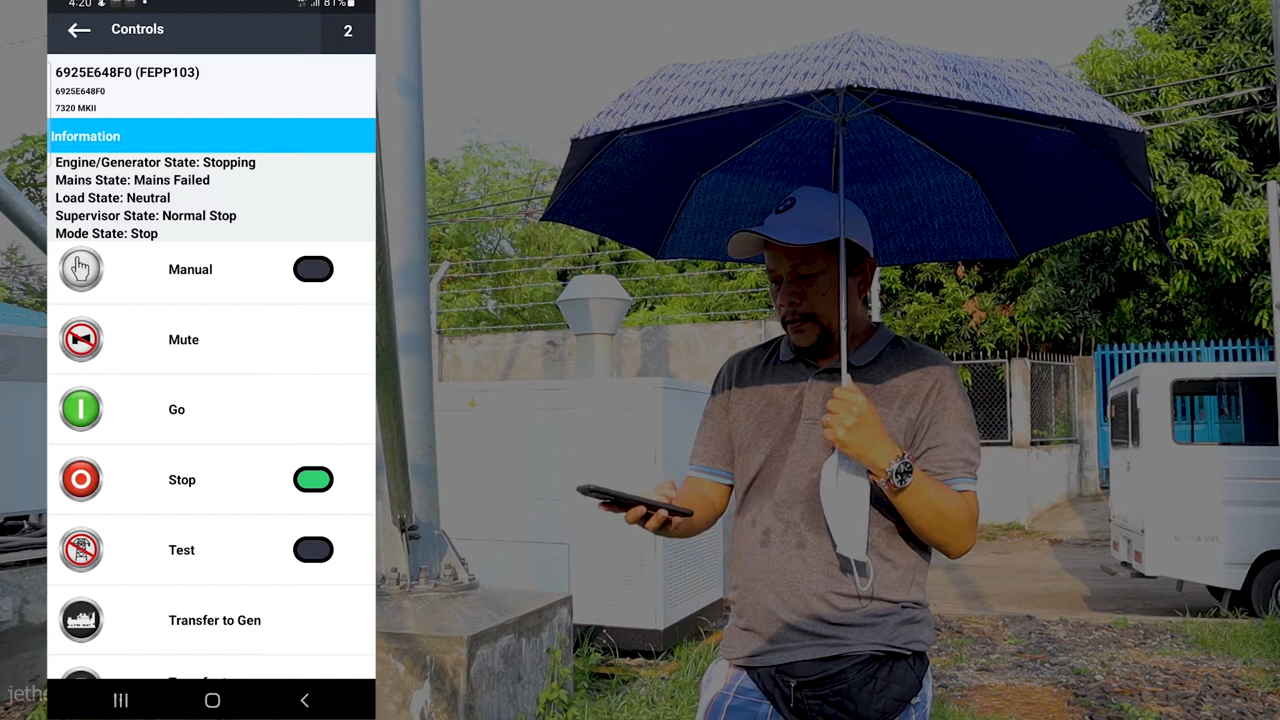 4:20
81%
Controls
2
6925E648F0 (FEPP103)
6925E648F0
7320 MKII
Information
Engine/Generator State: Stopping
Mains State: Mains Failed
Load State: Neutral
Supervisor State: Normal Stop
Mode State: Stop
Manual
Mute
Go
Stop
Test
Transfer to Gen
jethe